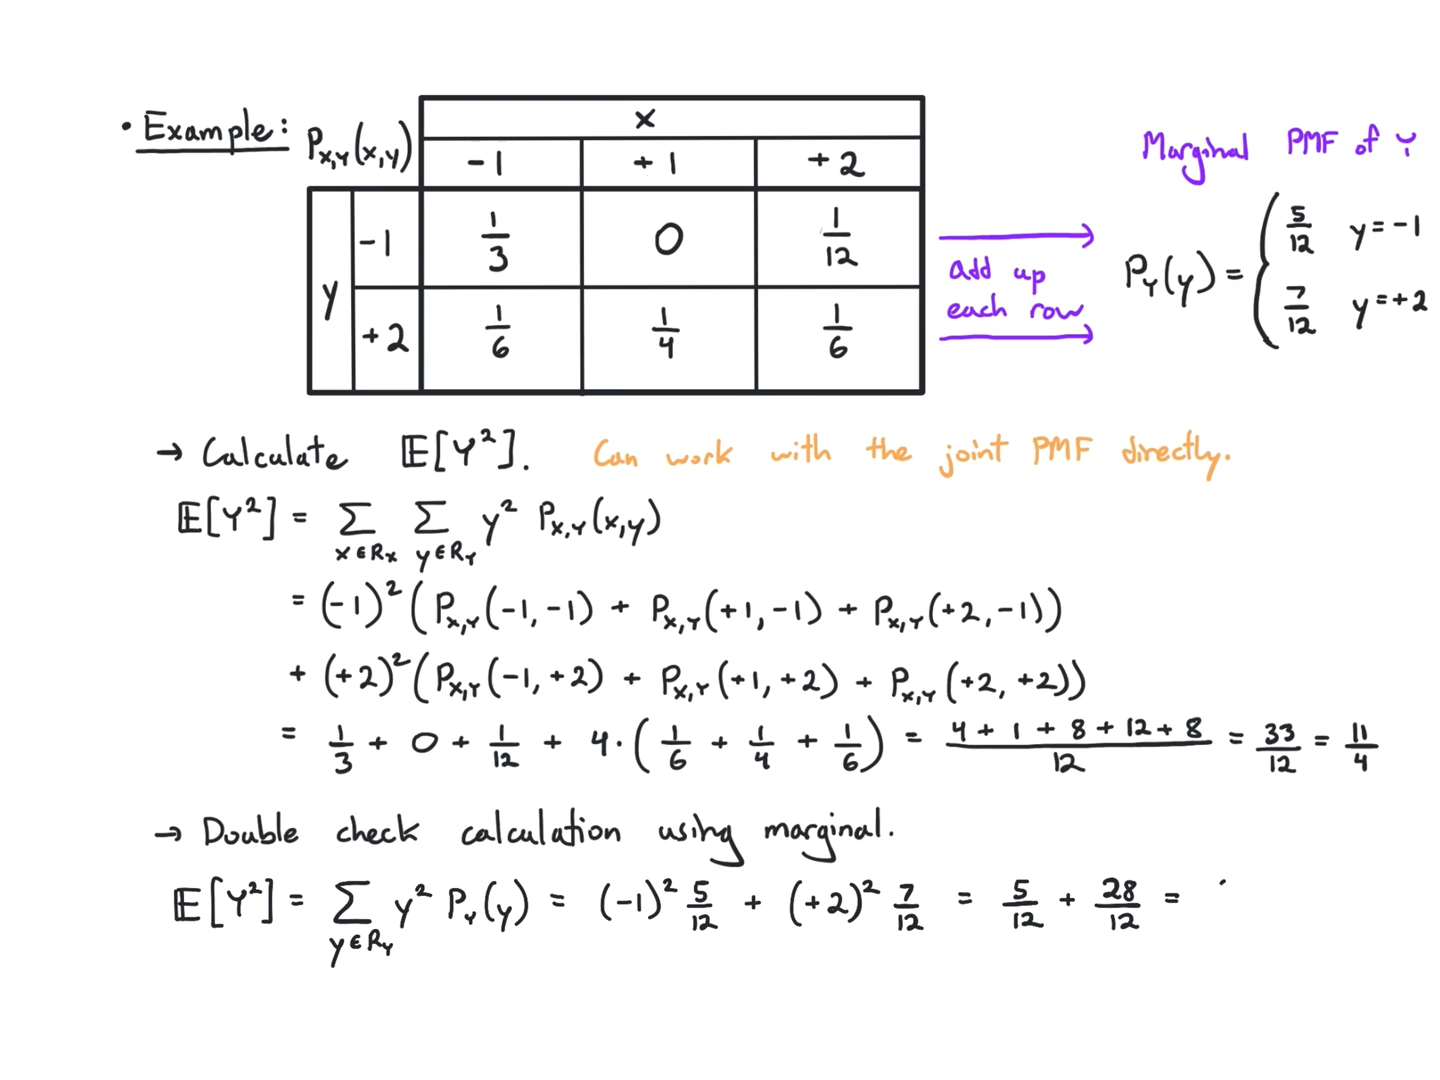 • Example: P_{X,Y}(x,y)
x
-1 +1 +2
Marginal PMF of Y
y
-1 1/3 0 1/12
+2 1/6 1/4 1/6
add up
each row
P_Y(y) = { 5/12 y = -1
7/12 y = +2
→ Calculate 𝔼[Y²]. Can work with the joint PMF directly.
𝔼[Y²] = Σ_{x∈R_X} Σ_{y∈R_Y} y² P_{X,Y}(x,y)
= (-1)² (P_{X,Y}(-1,-1) + P_{X,Y}(+1,-1) + P_{X,Y}(+2,-1))
+ (+2)² (P_{X,Y}(-1,+2) + P_{X,Y}(+1,+2) + P_{X,Y}(+2,+2))
= 1/3 + 0 + 1/12 + 4·(1/6 + 1/4 + 1/6) = (4 + 1 + 8 + 12 + 8)/12 = 33/12 = 11/4
→ Double check calculation using marginal.
𝔼[Y²] = Σ_{y∈R_Y} y² P_Y(y) = (-1)² 5/12 + (+2)² 7/12 = 5/12 + 28/12 =